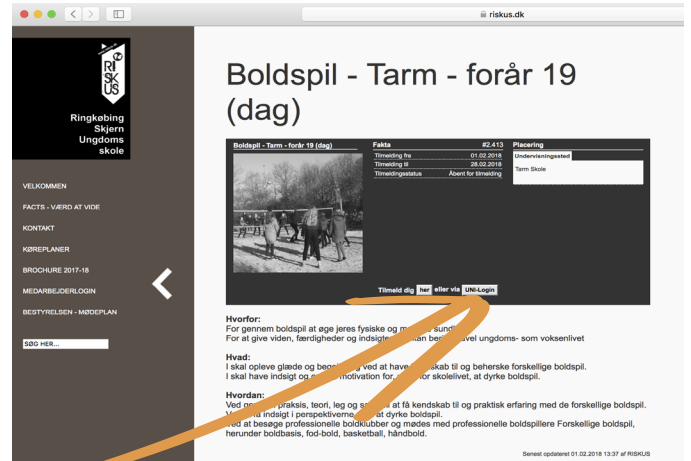 riskus.dk
RI
SK
US
Ringkøbing
Skjern
Ungdoms
skole
VELKOMMEN
FACTS - VÆRD AT VIDE
KONTAKT
KØREPLANER
BROCHURE 2017-18
MEDARBEJDERLOGIN
BESTYRELSEN - MØDEPLAN
SØG HER...
Boldspil - Tarm - forår 19
(dag)
Boldspil - Tarm - forår 19 (dag)
Fakta #2.413
Tilmelding fra 01.02.2018
Tilmelding til 28.02.2018
Tilmeldingsstatus Åbent for tilmelding
Placering
Undervisningssted
Tarm Skole
Tilmeld dig her eller via UNI-Login
Hvorfor:
For gennem boldspil at øge jeres fysiske og
For at give viden, færdigheder og ungdoms- som voksenlivet
Hvad:
I skal opleve glæde og ved at have til og beherske forskellige boldspil.
I skal have indsigt og motivation for, skolelivet, at dyrke boldspil.
Hvordan:
Ved praksis, teori, leg og at få kendskab til og praktisk erfaring med de forskellige boldspil.
indsigt i perspektiverne at dyrke boldspil.
at besøge professionelle boldklubber og mødes med professionelle boldspillere Forskellige boldspil,
herunder boldbasis, fod-bold, basketball, håndbold.
Senest opdateret 01.02.2018 13:37 af RISKUS